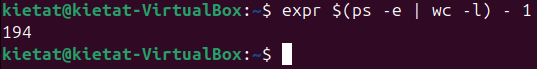 kietat@kietat-VirtualBox:~$ expr $(ps -e | wc -l) - 1
194
kietat@kietat-VirtualBox:~$